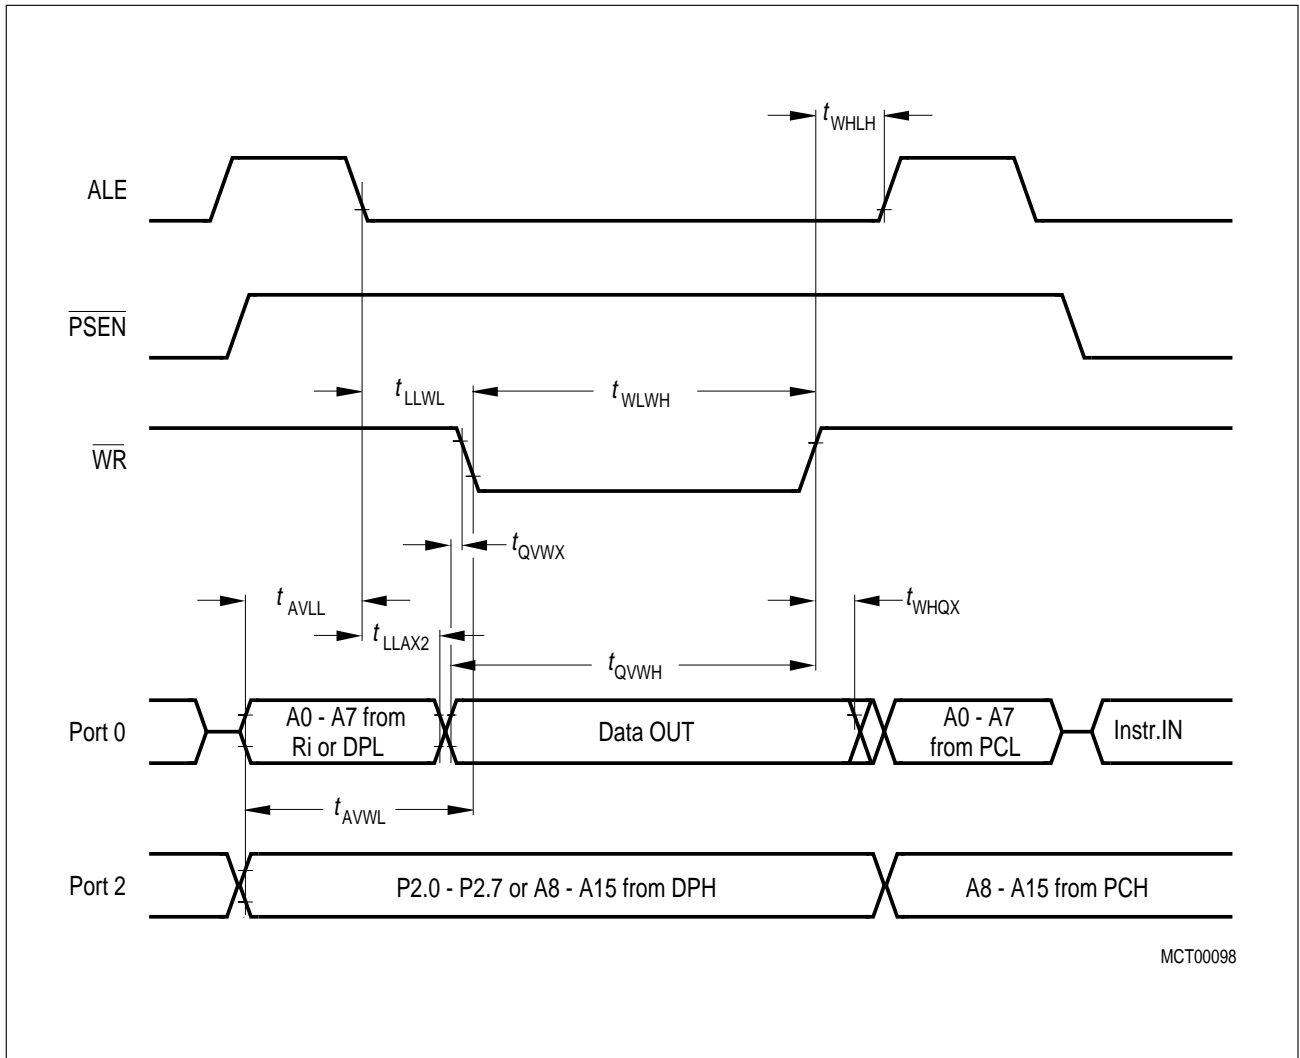 tWHLH
ALE
PSEN
tLLWL
tWLWH
WR
tQVWX
tAVLL
tWHQX
tLLAX2
tQVWH
Port 0
A0 - A7 from
Ri or DPL
Data OUT
A0 - A7
from PCL
Instr.IN
tAVWL
Port 2
P2.0 - P2.7 or A8 - A15 from DPH
A8 - A15 from PCH
MCT00098